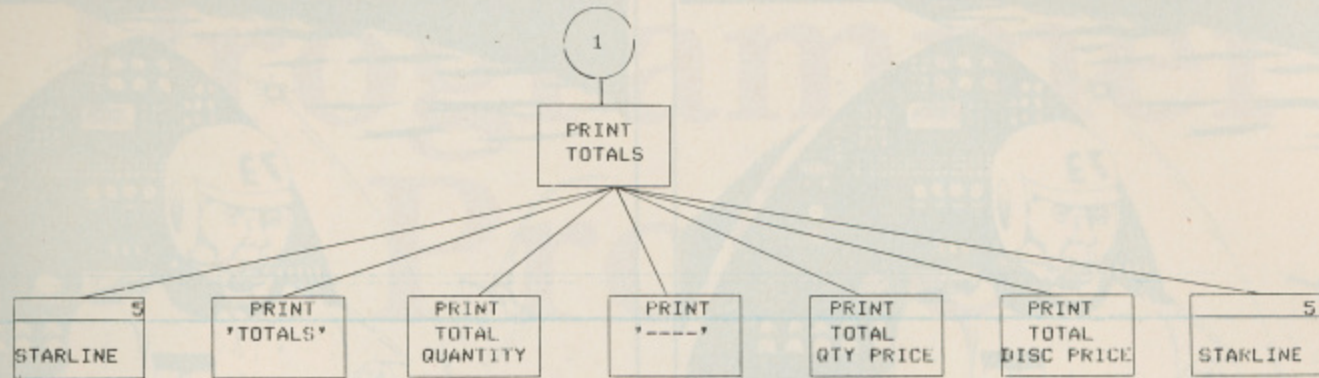 1
PRINT
TOTALS
5
STARLINE
PRINT
'TOTALS'
PRINT
TOTAL
QUANTITY
PRINT
'----'
PRINT
TOTAL
QTY PRICE
PRINT
TOTAL
DISC PRICE
5
STARLINE